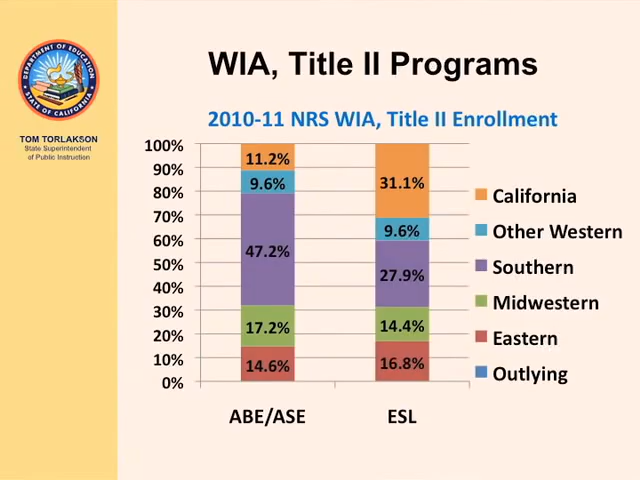 WIA, Title II Programs
DEPARTMENT OF EDUCATION
STATE OF CALIFORNIA
TOM TORLAKSON
State Superintendent
of Public Instruction
2010-11 NRS WIA, Title II Enrollment
100%
90%
80%
70%
60%
50%
40%
30%
20%
10%
0%
11.2%
9.6%
47.2%
17.2%
14.6%
31.1%
9.6%
27.9%
14.4%
16.8%
ABE/ASE
ESL
California
Other Western
Southern
Midwestern
Eastern
Outlying